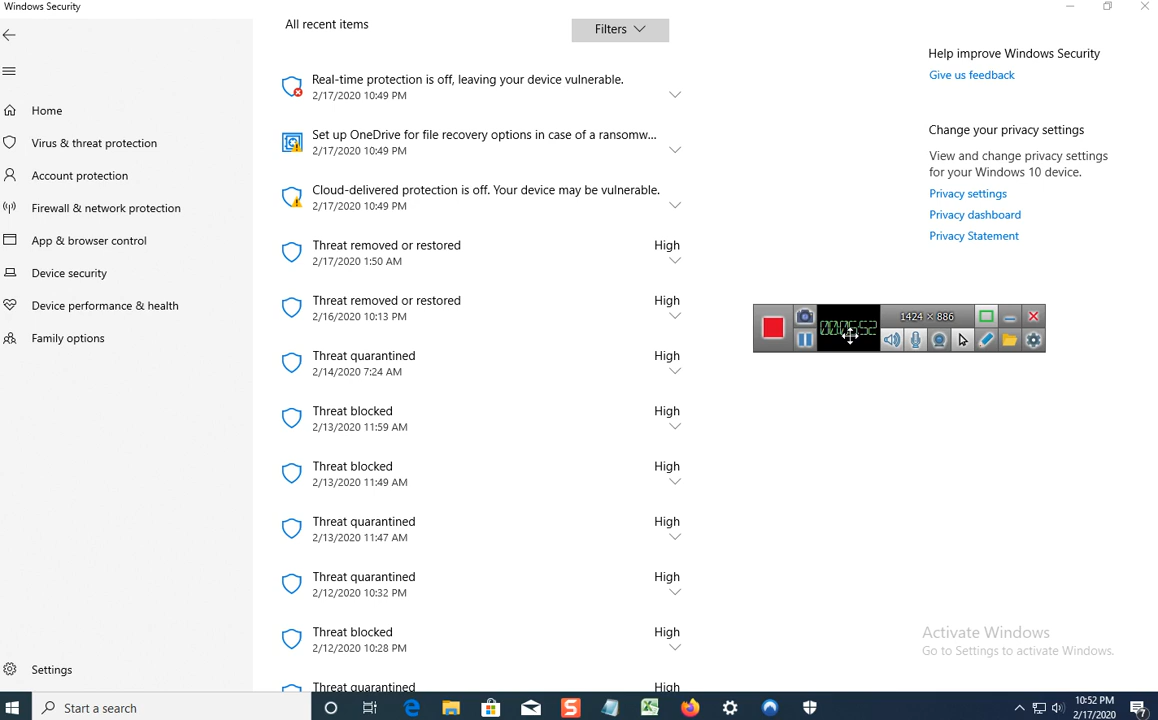 Windows Security
Home
Virus & threat protection
Account protection
Firewall & network protection
App & browser control
Device security
Device performance & health
Family options
Settings
All recent items
Filters
Real-time protection is off, leaving your device vulnerable.
2/17/2020 10:49 PM
Set up OneDrive for file recovery options in case of a ransomw...
2/17/2020 10:49 PM
Cloud-delivered protection is off. Your device may be vulnerable.
2/17/2020 10:49 PM
Threat removed or restored High
2/17/2020 1:50 AM
Threat removed or restored High
2/16/2020 10:13 PM
Threat quarantined High
2/14/2020 7:24 AM
Threat blocked High
2/13/2020 11:59 AM
Threat blocked High
2/13/2020 11:49 AM
Threat quarantined High
2/13/2020 11:47 AM
Threat quarantined High
2/12/2020 10:32 PM
Threat blocked High
2/12/2020 10:28 PM
Threat quarantined High
Help improve Windows Security
Give us feedback
Change your privacy settings
View and change privacy settings
for your Windows 10 device.
Privacy settings
Privacy dashboard
Privacy Statement
1424 × 886
Activate Windows
Go to Settings to activate Windows.
Start a search
10:52 PM
2/17/2020
7